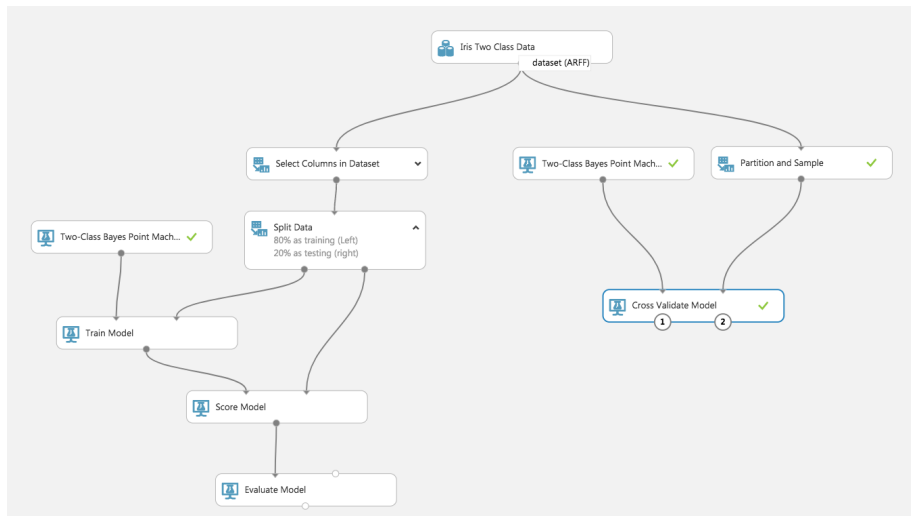 Iris Two Class Data
dataset (ARFF)
Select Columns in Dataset
Two-Class Bayes Point Mach...
Partition and Sample
Two-Class Bayes Point Mach...
Split Data
80% as training (Left)
20% as testing (right)
Cross Validate Model
1
2
Train Model
Score Model
Evaluate Model